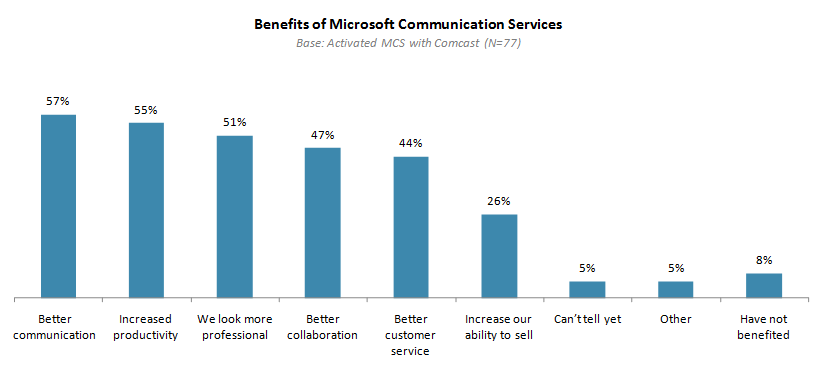 Benefits of Microsoft Communication Services
Base: Activated MCS with Comcast (N=77)
57%
55%
51%
47%
44%
26%
5%
5%
8%
Better
communication
Increased
productivity
We look more
professional
Better
collaboration
Better
customer
service
Increase our
ability to sell
Can't tell yet
Other
Have not
benefited